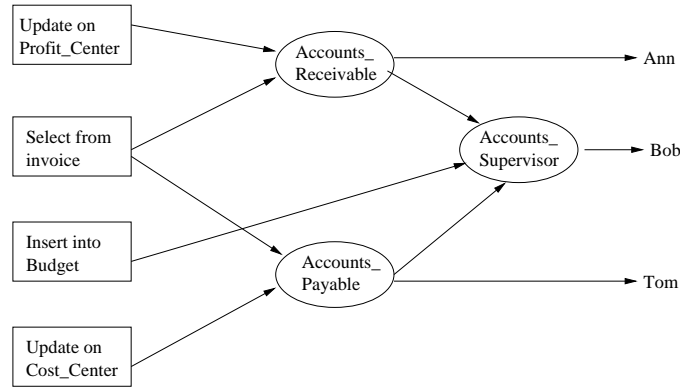 Update on
Profit_Center
Accounts_
Receivable
Ann
Select from
invoice
Accounts_
Supervisor
Bob
Insert into
Budget
Accounts_
Payable
Tom
Update on
Cost_Center